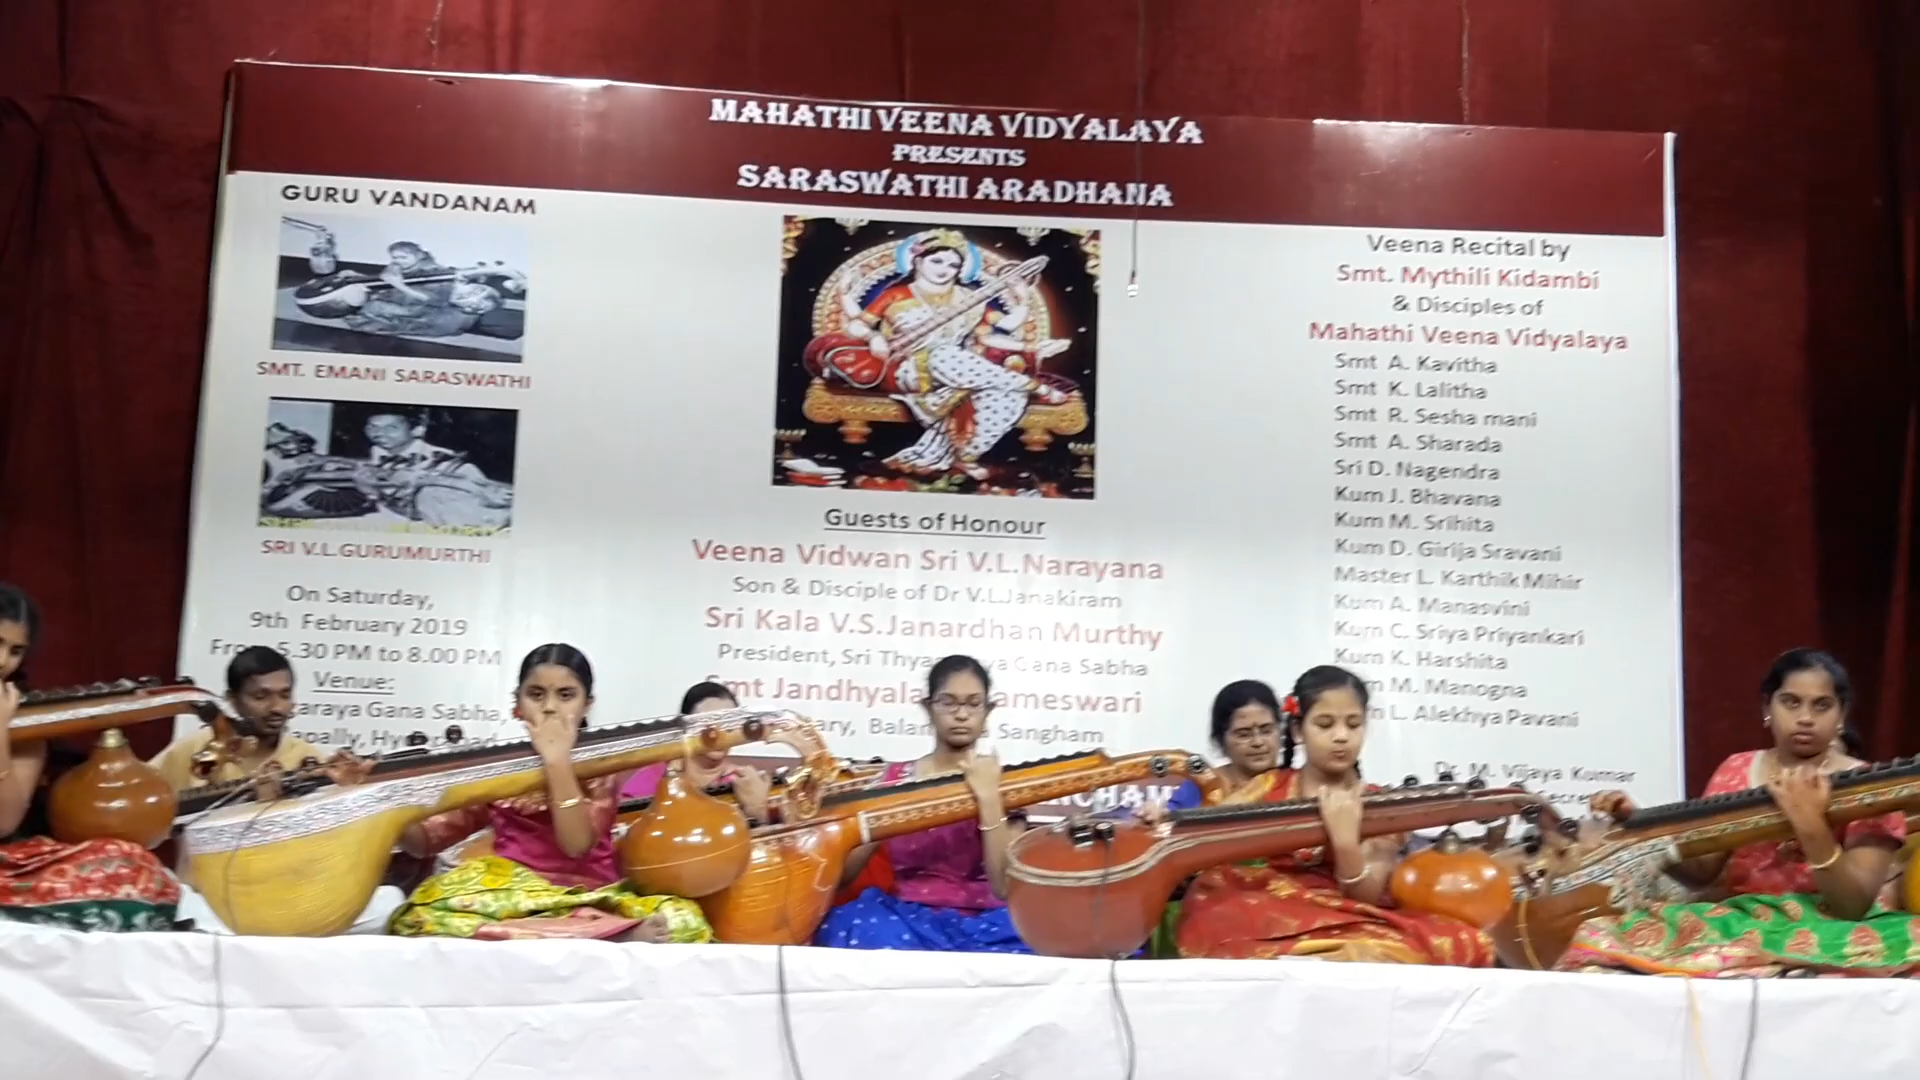 MAHATHI VEENA VIDYALAYA
PRESENTS
SARASWATHI ARADHANA
GURU VANDANAM
SMT. EMANI SARASWATHI
SRI V.L.GURUMURTHI
On Saturday,
9th February 2019
5.30 PM to 8.00 PM
Venue:
Gana Sabha,
Guests of Honour
Veena Vidwan Sri V.L.Narayana
Son & Disciple of Dr V.L.Janakiram
Sri Kala V.S.Janardhan Murthy
President, Sri Gana Sabha
Smt Jandhyala
Sangham
Veena Recital by
Smt. Mythili Kidambi
& Disciples of
Mahathi Veena Vidyalaya
Smt A. Kavitha
Smt K. Lalitha
Smt R. Sesha mani
Smt A. Sharada
Sri D. Nagendra
Kum J. Bhavana
Kum M. Srihita
Kum D. Girija Sravani
Master L. Karthik Mihir
Kum A. Manasvini
Kum C. Sriya Priyankari
Kum K. Harshita
M. Manogna
L. Alekhya Pavani
Dr. M. Vijaya Kumar